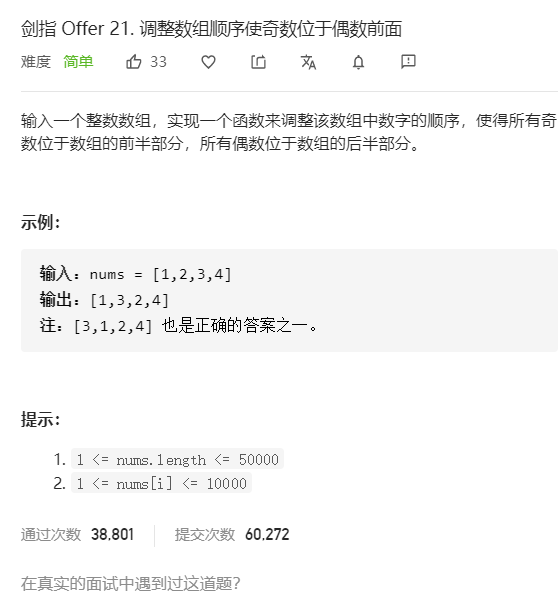 剑指 Offer 21. 调整数组顺序使奇数位于偶数前面
难度 简单 33
输入一个整数数组，实现一个函数来调整该数组中数字的顺序，使得所有奇
数位于数组的前半部分，所有偶数位于数组的后半部分。
示例：
输入：nums = [1,2,3,4]
输出：[1,3,2,4]
注：[3,1,2,4] 也是正确的答案之一。
提示：
1. 1 <= nums.length <= 50000
2. 1 <= nums[i] <= 10000
通过次数 38,801 提交次数 60,272
在真实的面试中遇到过这道题？